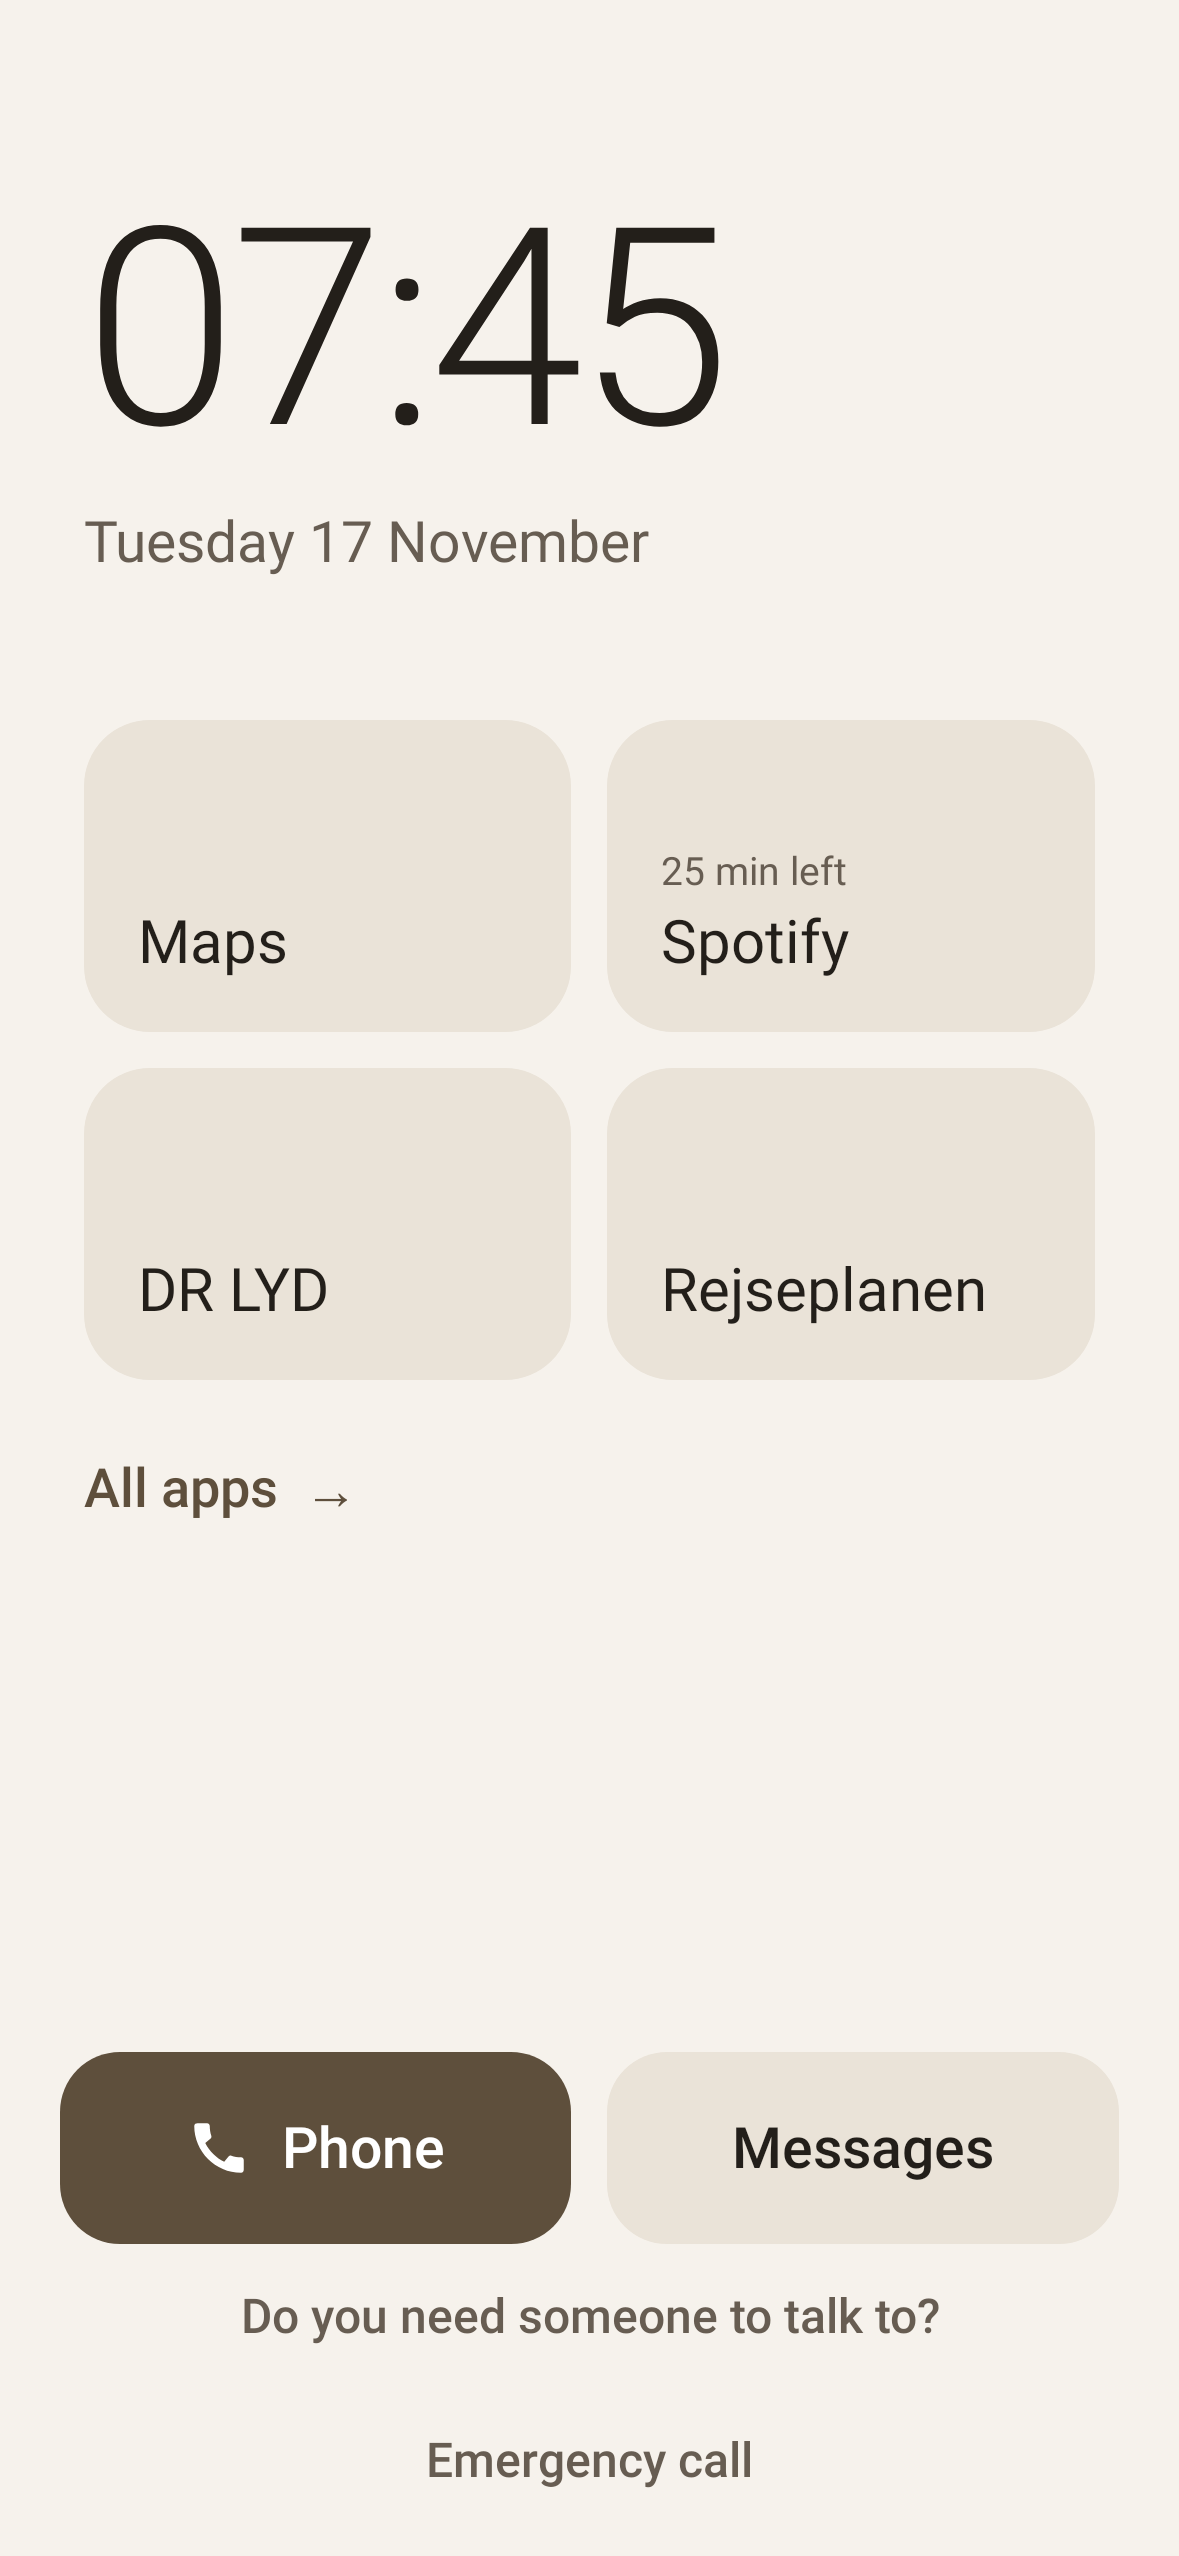 07:45
Tuesday 17 November
Maps
25 min left
Spotify
DR LYD
Rejseplanen
All apps →
Phone
Messages
Do you need someone to talk to?
Emergency call